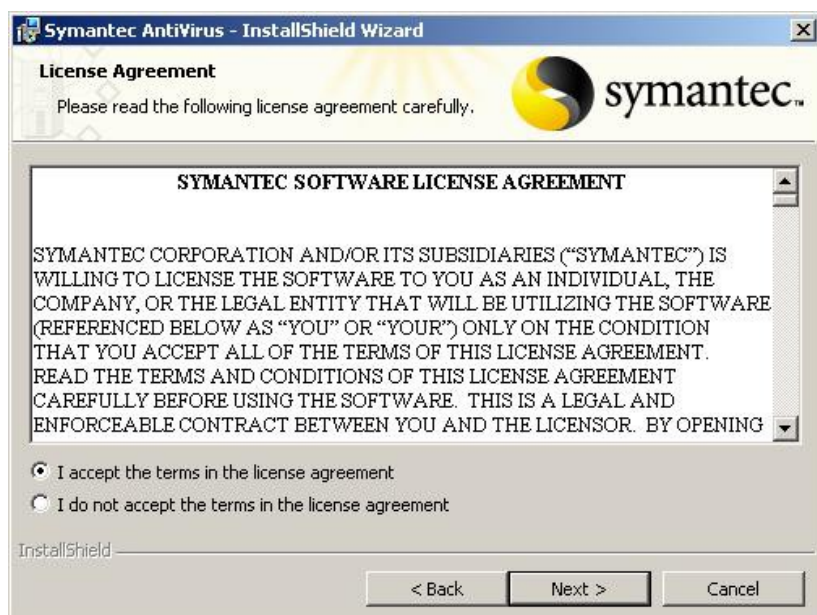 Symantec AntiVirus - InstallShield Wizard
License Agreement
Please read the following license agreement carefully.
symantec™
SYMANTEC SOFTWARE LICENSE AGREEMENT
SYMANTEC CORPORATION AND/OR ITS SUBSIDIARIES (“SYMANTEC”) IS
WILLING TO LICENSE THE SOFTWARE TO YOU AS AN INDIVIDUAL, THE
COMPANY, OR THE LEGAL ENTITY THAT WILL BE UTILIZING THE SOFTWARE
(REFERENCED BELOW AS “YOU” OR “YOUR”) ONLY ON THE CONDITION
THAT YOU ACCEPT ALL OF THE TERMS OF THIS LICENSE AGREEMENT.
READ THE TERMS AND CONDITIONS OF THIS LICENSE AGREEMENT
CAREFULLY BEFORE USING THE SOFTWARE. THIS IS A LEGAL AND
ENFORCEABLE CONTRACT BETWEEN YOU AND THE LICENSOR. BY OPENING
I accept the terms in the license agreement
I do not accept the terms in the license agreement
InstallShield
< Back
Next >
Cancel